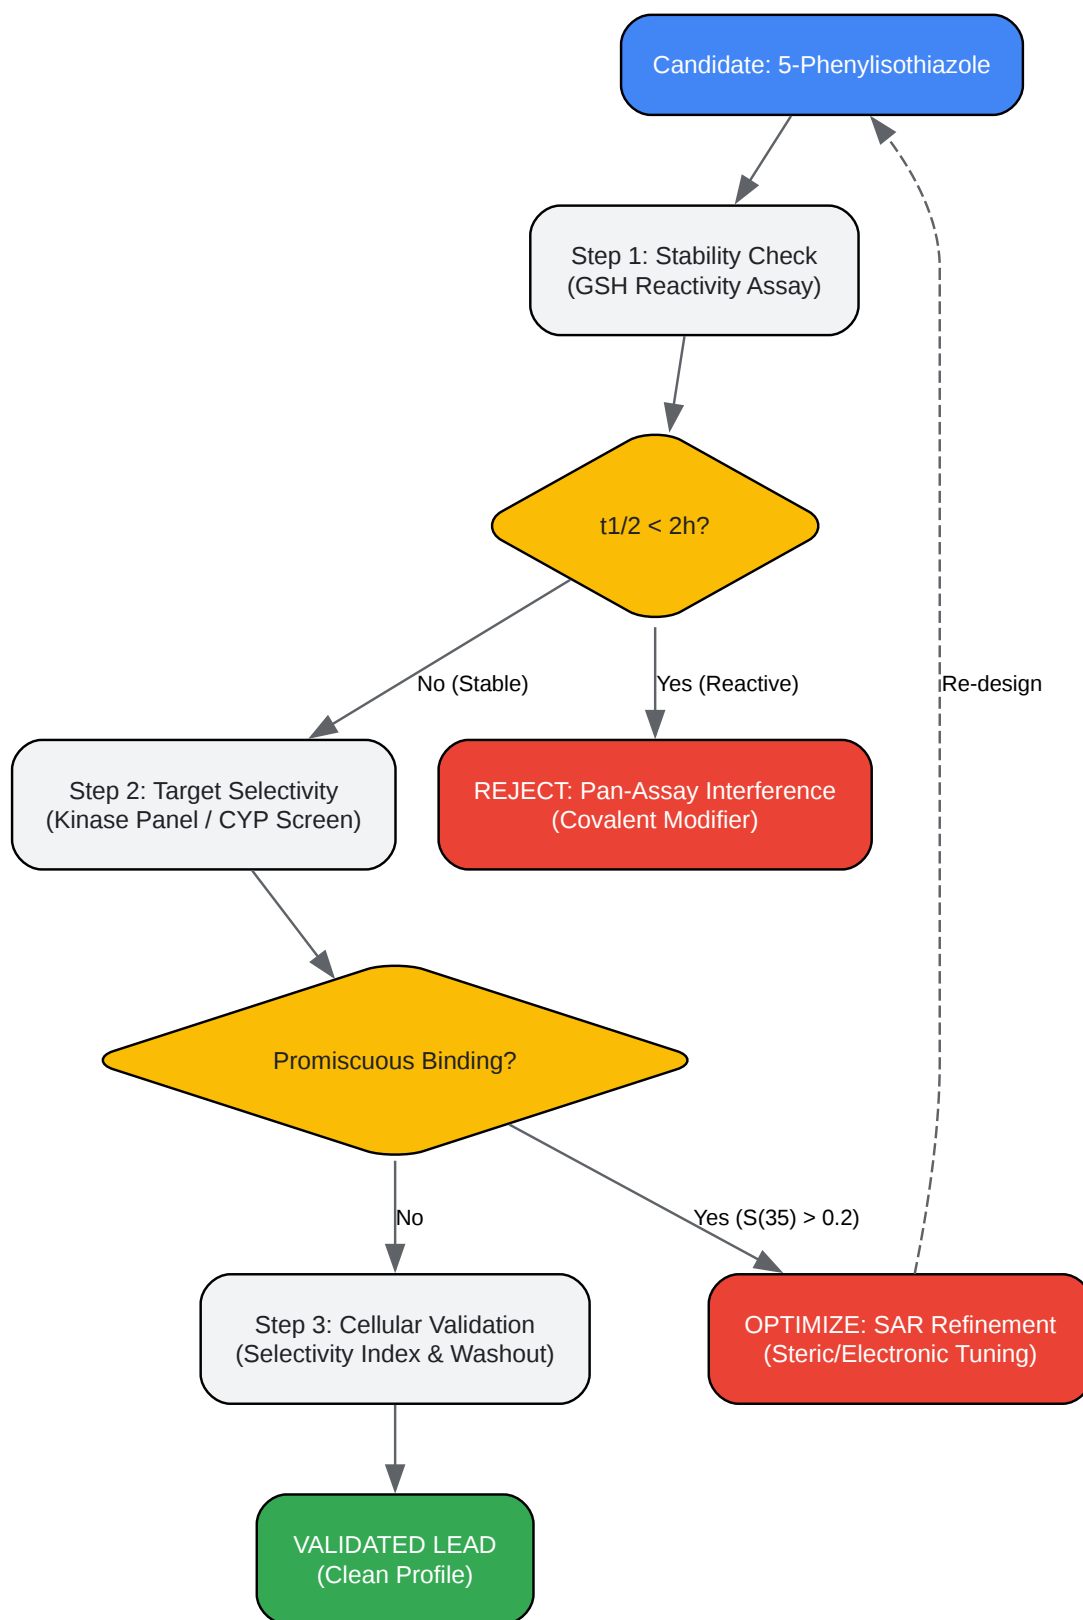 Candidate: 5-Phenylisothiazole
Step 1: Stability Check
(GSH Reactivity Assay)
t1/2 < 2h?
No (Stable)
Yes (Reactive)
Re-design
Step 2: Target Selectivity
(Kinase Panel / CYP Screen)
REJECT: Pan-Assay Interference
(Covalent Modifier)
Promiscuous Binding?
No
Yes (S(35) > 0.2)
Step 3: Cellular Validation
(Selectivity Index & Washout)
OPTIMIZE: SAR Refinement
(Steric/Electronic Tuning)
VALIDATED LEAD
(Clean Profile)